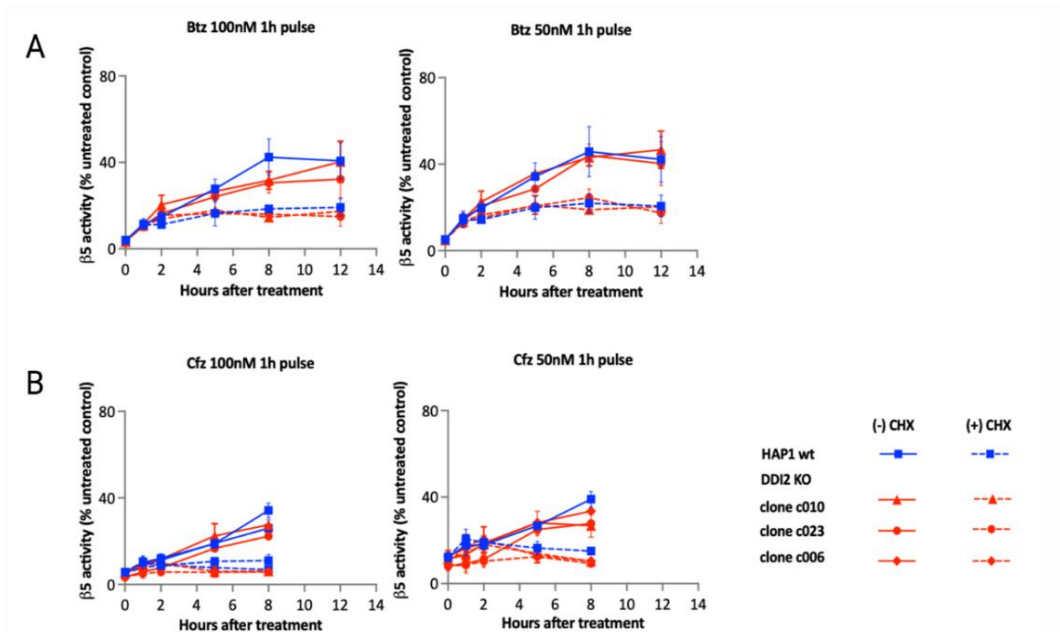 A
Btz 100nM 1h pulse
β5 activity (% untreated control)
80
40
0
0 2 4 6 8 10 12 14
Hours after treatment
Btz 50nM 1h pulse
β5 activity (% untreated control)
80
40
0
0 2 4 6 8 10 12 14
Hours after treatment
B
Cfz 100nM 1h pulse
β5 activity (% untreated control)
80
40
0
0 2 4 6 8 10 12 14
Hours after treatment
Cfz 50nM 1h pulse
β5 activity (% untreated control)
80
40
0
0 2 4 6 8 10 12 14
Hours after treatment
(-) CHX (+) CHX
HAP1 wt
DDI2 KO
clone c010
clone c023
clone c006